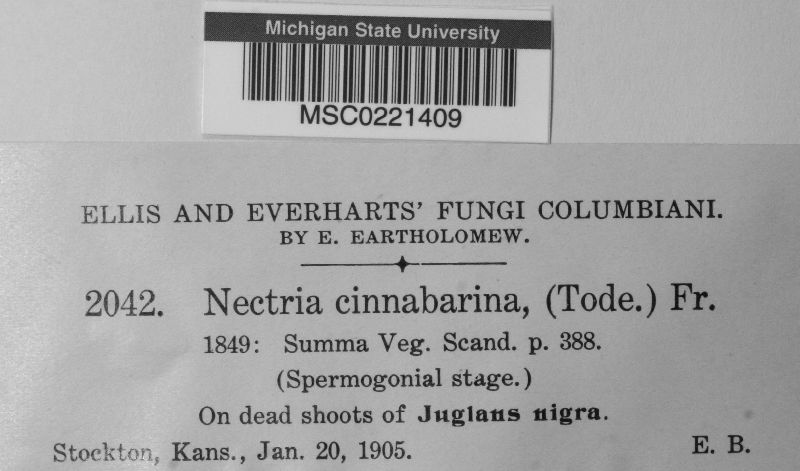 Michigan State University
MSC0221409
ELLIS AND EVERHARTS' FUNGI COLUMBIANI.
BY E. EARTHOLOMEW.
2042. Nectria cinnabarina, (Tode.) Fr.
1849: Summa Veg. Scand. p. 388.
(Spermogonial stage.)
On dead shoots of Juglans nigra.
Stockton, Kans., Jan. 20, 1905. E. B.